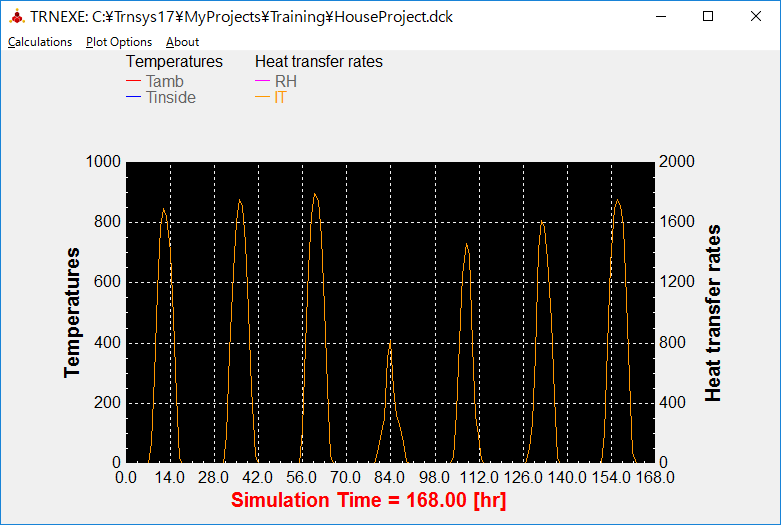 TRNEXE: C:¥Trnsys17¥MyProjects¥Training¥HouseProject.dck
Calculations Plot Options About
Temperatures Heat transfer rates
Tamb RH
Tinside IT
1000 2000
800 1600
600 1200
400 800
200 400
0 0
Temperatures
Heat transfer rates
0.0 14.0 28.0 42.0 56.0 70.0 84.0 98.0 112.0 126.0 140.0 154.0 168.0
Simulation Time = 168.00 [hr]